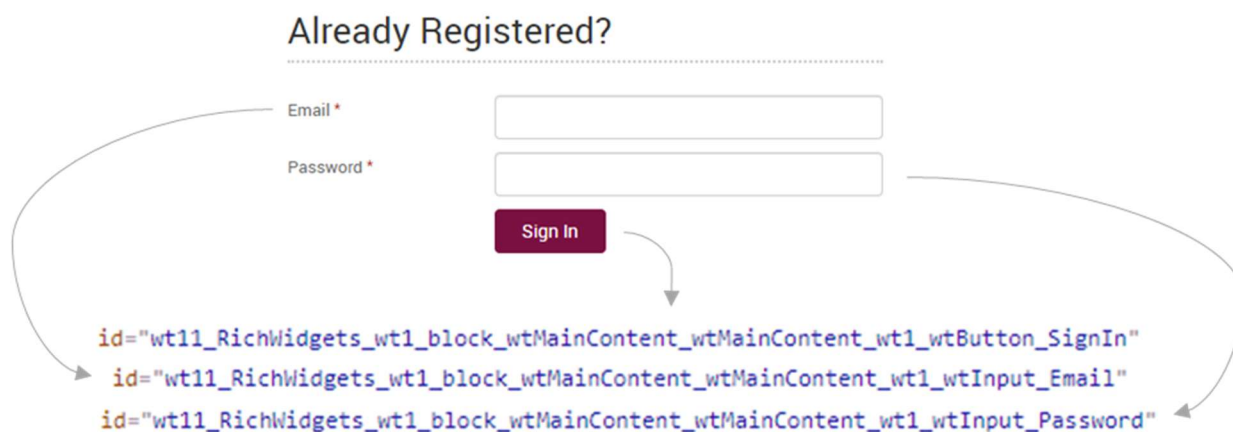 Already Registered?
Email *
Password *
Sign In
id="wt11_RichWidgets_wt1_block_wtMainContent_wtMainContent_wt1_wtButton_SignIn"
id="wt11_RichWidgets_wt1_block_wtMainContent_wtMainContent_wt1_wtInput_Email"
id="wt11_RichWidgets_wt1_block_wtMainContent_wtMainContent_wt1_wtInput_Password"